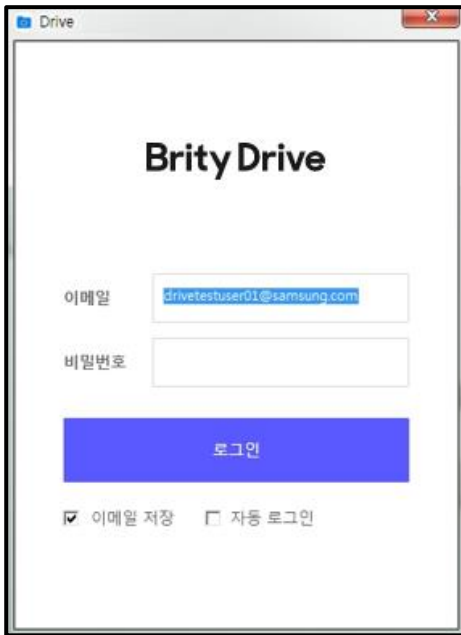 Drive
Brity Drive
이메일
drivetestuser01@samsung.com
비밀번호
로그인
이메일 저장
자동 로그인